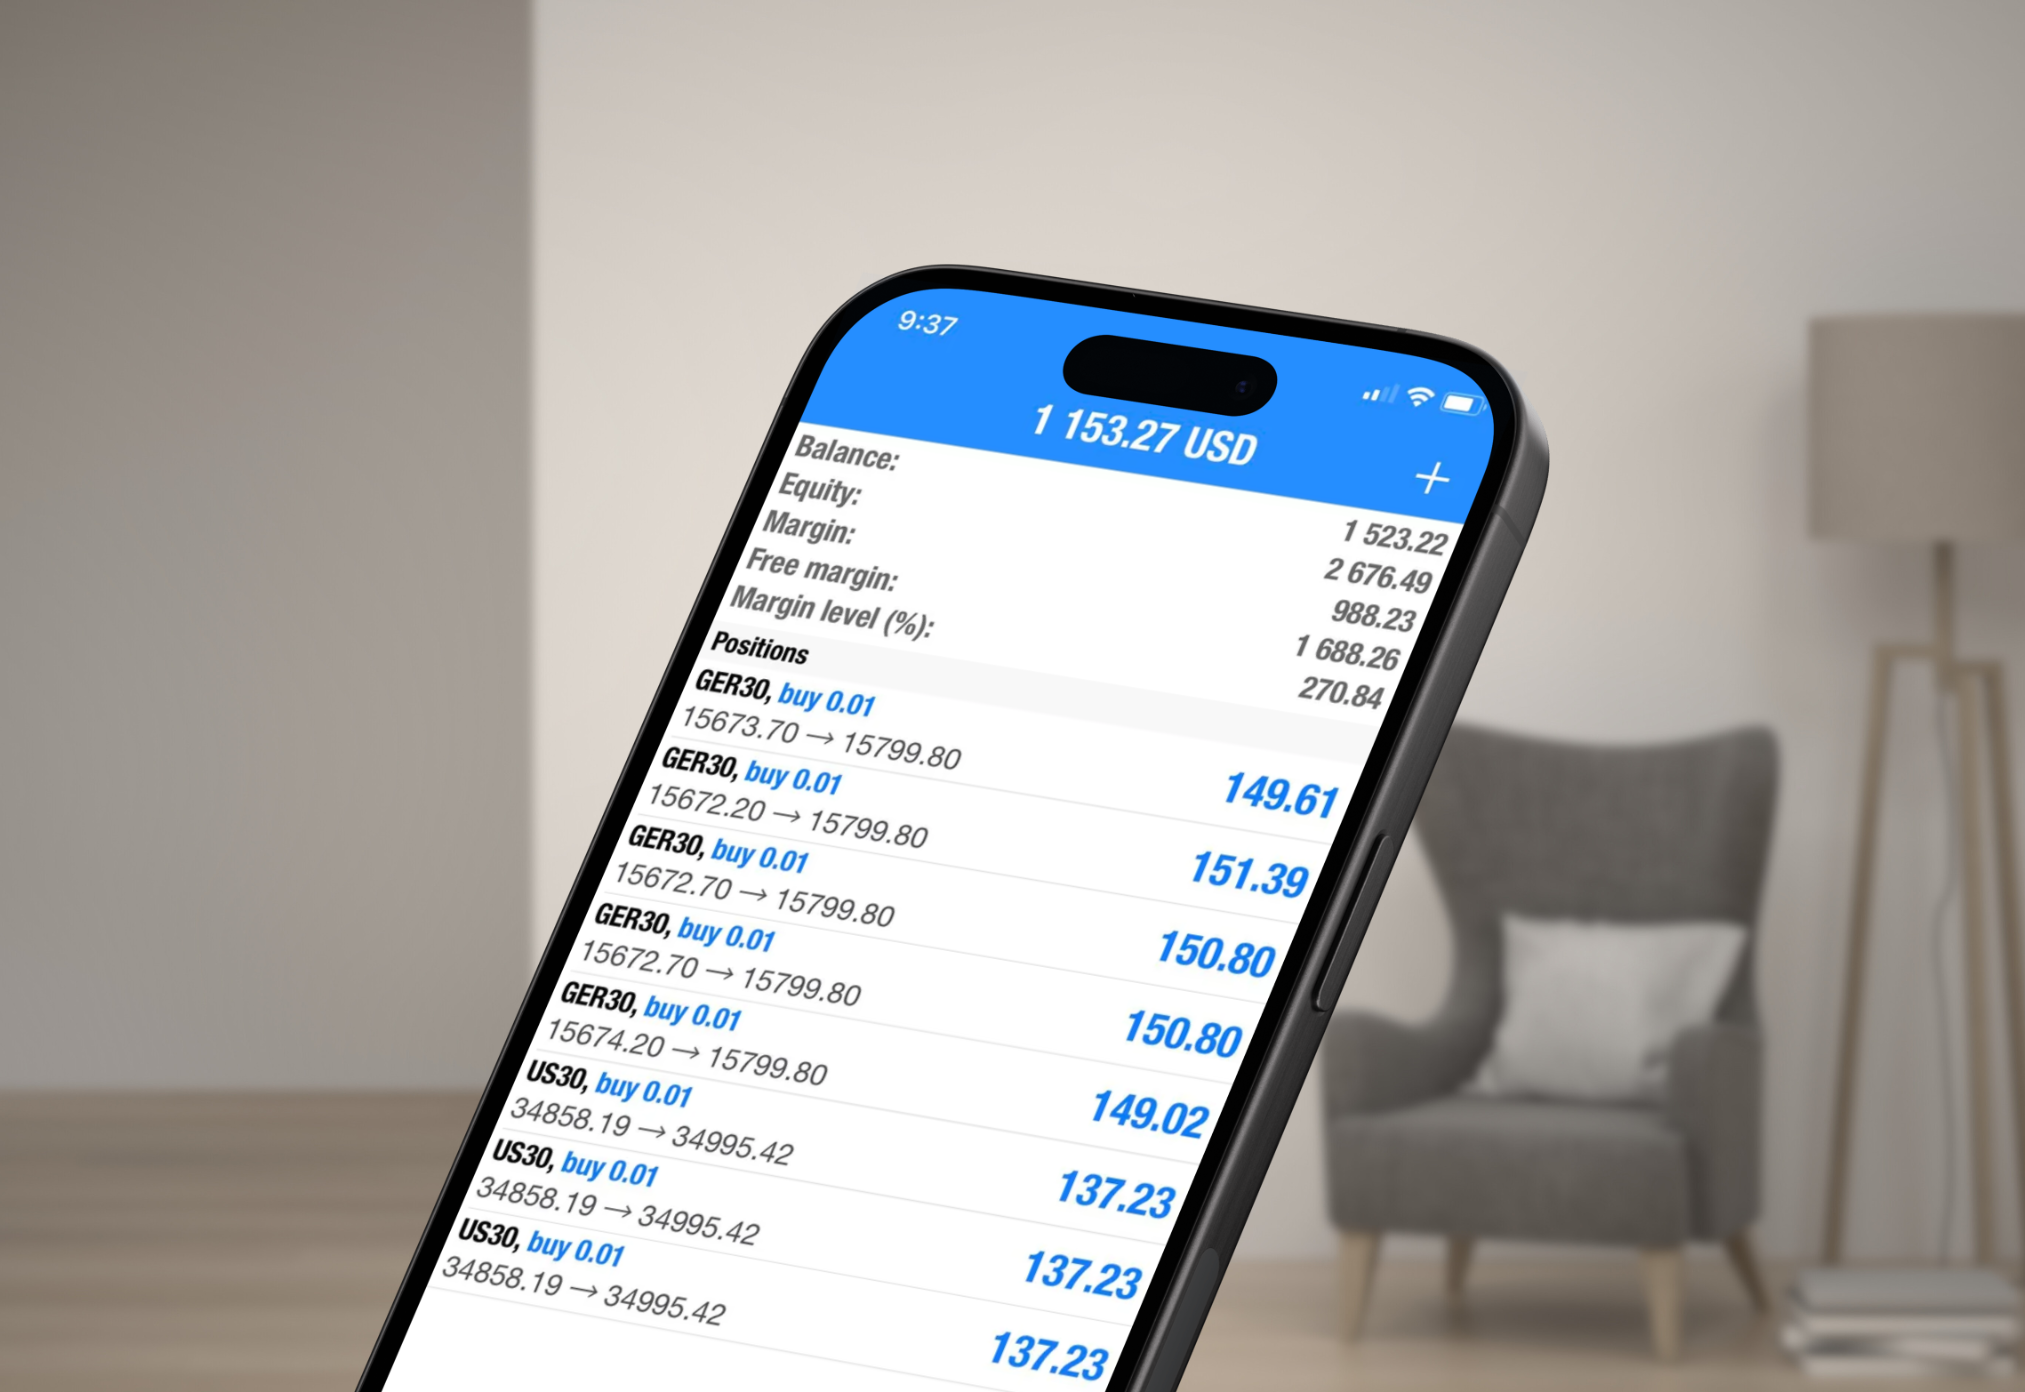 9:37
1 153.27 USD
+
Balance: 1 523.22
Equity: 2 676.49
Margin: 988.23
Free margin: 1 688.26
Margin level (%): 270.84
Positions
GER30, buy 0.01
15673.70 → 15799.80 149.61
GER30, buy 0.01
15672.20 → 15799.80 151.39
GER30, buy 0.01
15672.70 → 15799.80 150.80
GER30, buy 0.01
15672.70 → 15799.80 150.80
GER30, buy 0.01
15674.20 → 15799.80 149.02
US30, buy 0.01
34858.19 → 34995.42 137.23
US30, buy 0.01
34858.19 → 34995.42 137.23
US30, buy 0.01
34858.19 → 34995.42 137.23